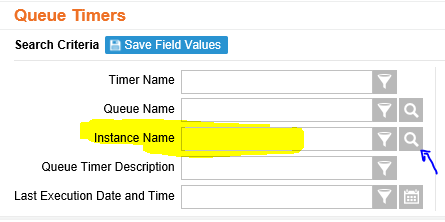 Queue Timers
Search Criteria Save Field Values
Timer Name
Queue Name
Instance Name
Queue Timer Description
Last Execution Date and Time